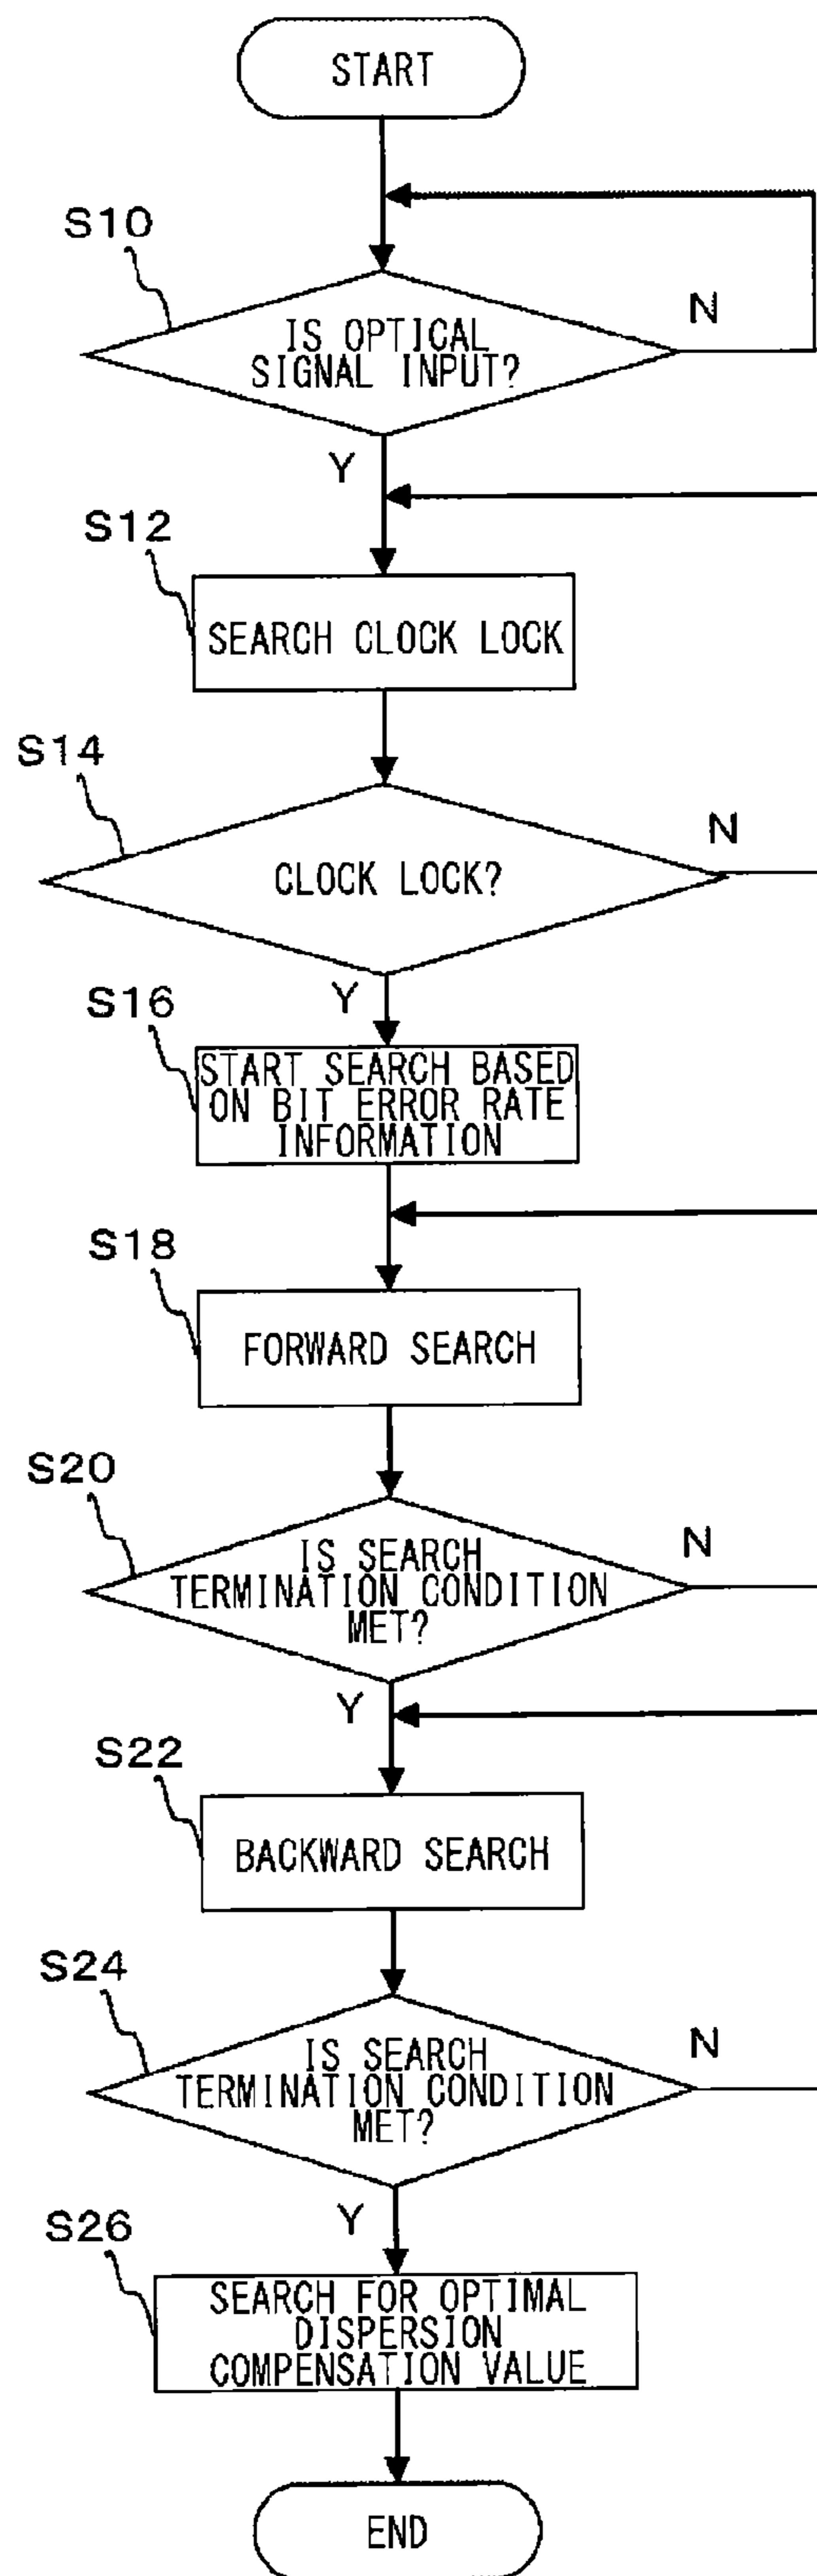 START
S10
IS OPTICAL
SIGNAL INPUT?
N
Y
S12
SEARCH CLOCK LOCK
S14
CLOCK LOCK?
N
Y
S16
START SEARCH BASED
ON BIT ERROR RATE
INFORMATION
S18
FORWARD SEARCH
S20
IS SEARCH
TERMINATION CONDITION
MET?
N
Y
S22
BACKWARD SEARCH
S24
IS SEARCH
TERMINATION CONDITION
MET?
N
Y
S26
SEARCH FOR OPTIMAL
DISPERSION
COMPENSATION VALUE
END